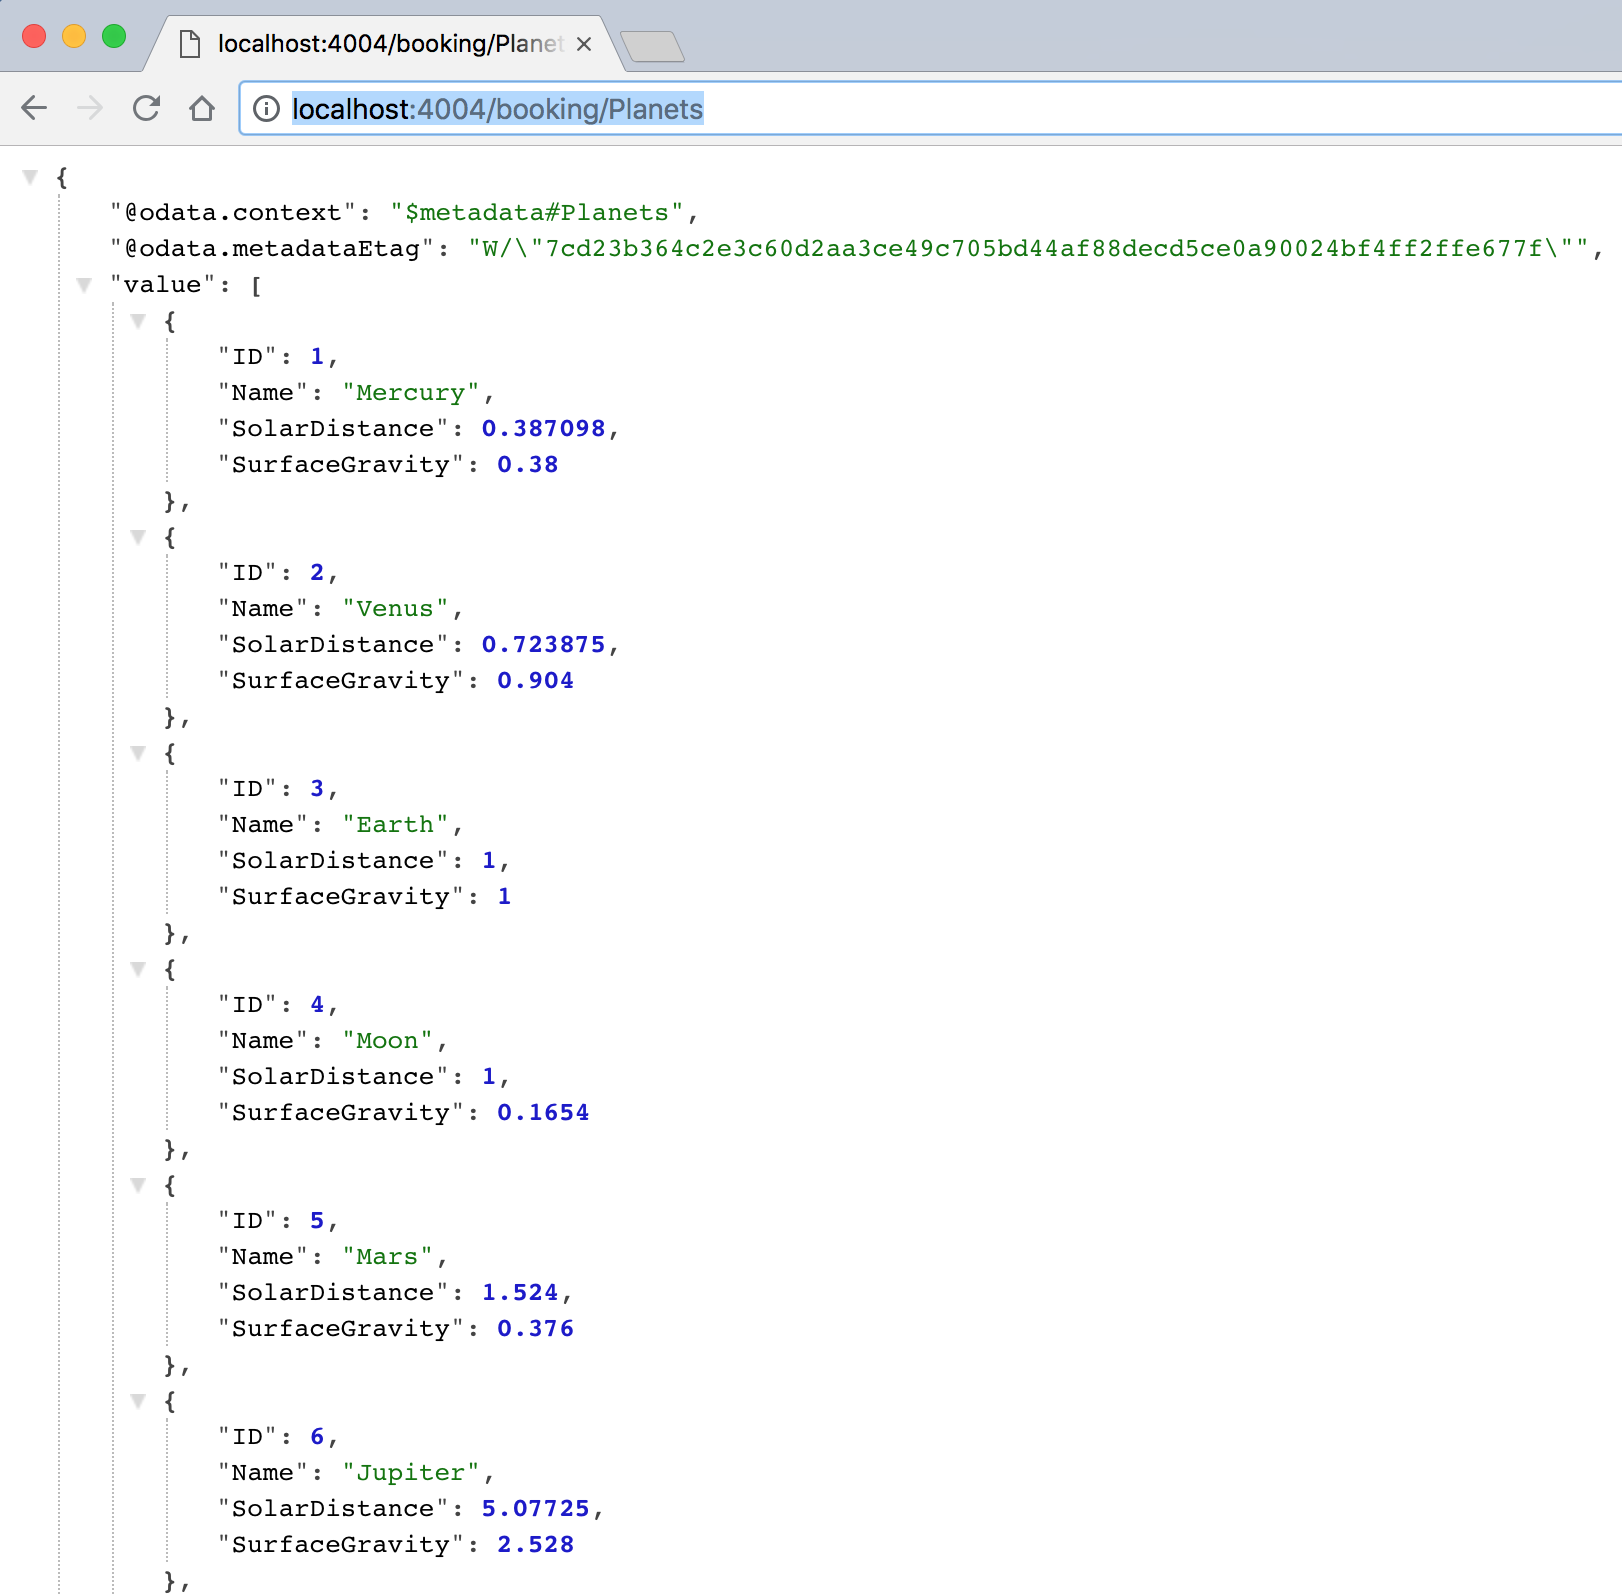 localhost:4004/booking/Planet
localhost:4004/booking/Planets
{
"@odata.context": "$metadata#Planets",
"@odata.metadataEtag": "W/\"7cd23b364c2e3c60d2aa3ce49c705bd44af88decd5ce0a90024bf4ff2ffe677f\"",
"value": [
{
"ID": 1,
"Name": "Mercury",
"SolarDistance": 0.387098,
"SurfaceGravity": 0.38
},
{
"ID": 2,
"Name": "Venus",
"SolarDistance": 0.723875,
"SurfaceGravity": 0.904
},
{
"ID": 3,
"Name": "Earth",
"SolarDistance": 1,
"SurfaceGravity": 1
},
{
"ID": 4,
"Name": "Moon",
"SolarDistance": 1,
"SurfaceGravity": 0.1654
},
{
"ID": 5,
"Name": "Mars",
"SolarDistance": 1.524,
"SurfaceGravity": 0.376
},
{
"ID": 6,
"Name": "Jupiter",
"SolarDistance": 5.07725,
"SurfaceGravity": 2.528
},